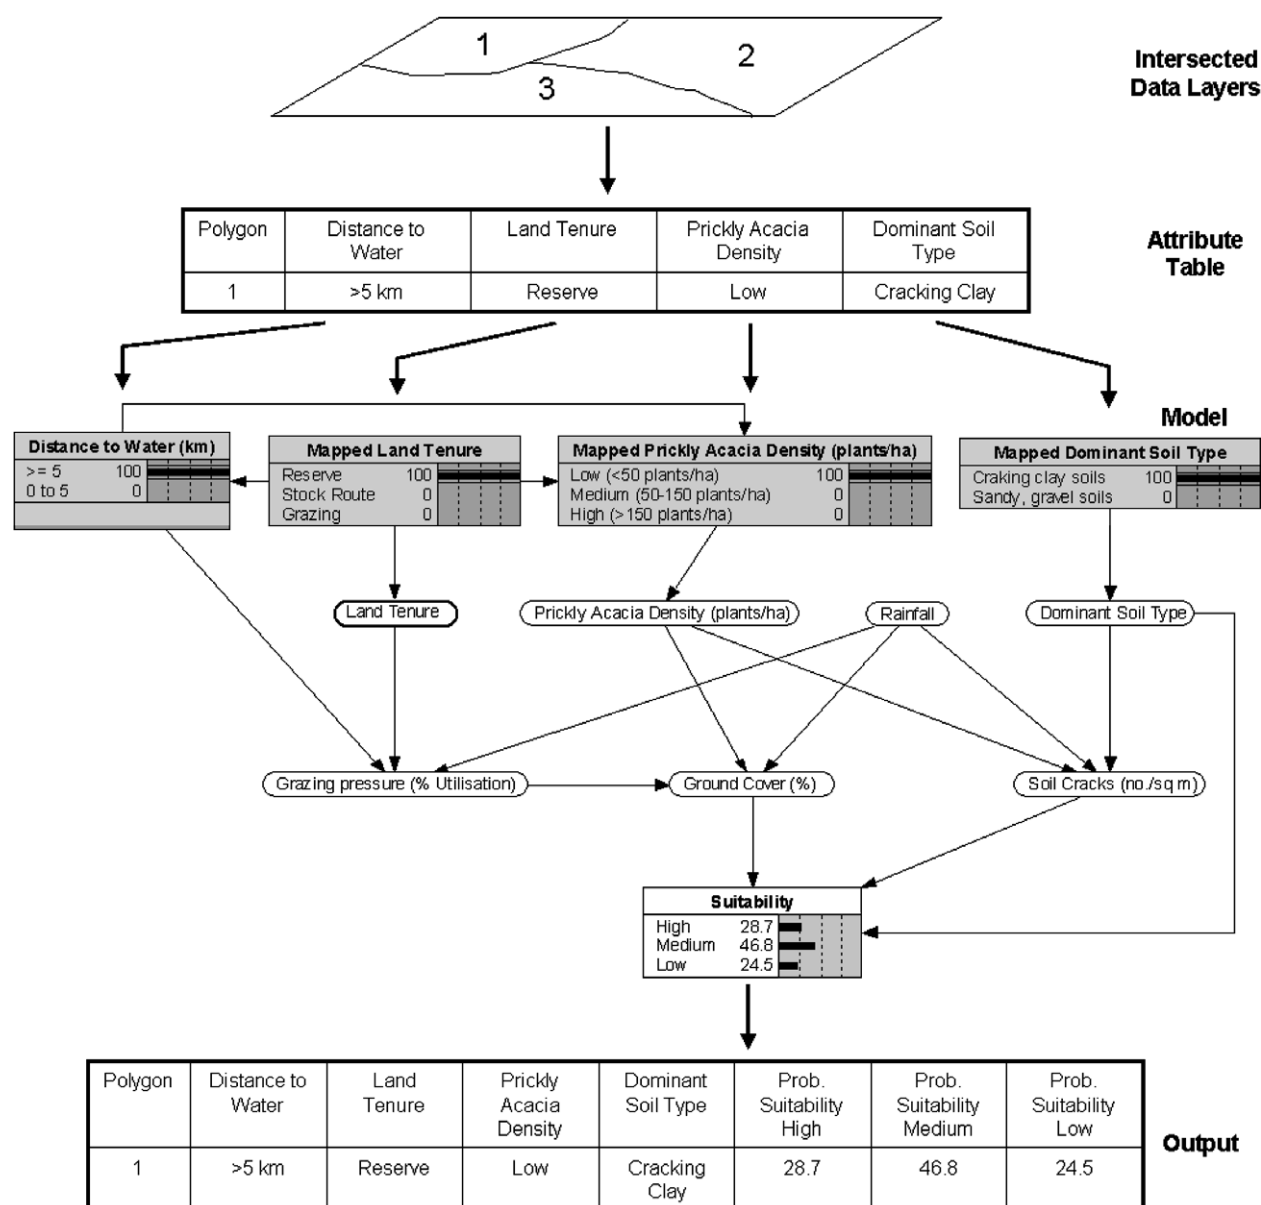 1
2
3
Intersected
Data Layers
Polygon
Distance to
Water
Land Tenure
Prickly Acacia
Density
Dominant Soil
Type
1
>5 km
Reserve
Low
Cracking Clay
Attribute
Table
Model
Distance to Water (km)
>= 5 100
0 to 5 0
Mapped Land Tenure
Reserve 100
Stock Route 0
Grazing 0
Mapped Prickly Acacia Density (plants/ha)
Low (<50 plants/ha) 100
Medium (50-150 plants/ha) 0
High (>150 plants/ha) 0
Mapped Dominant Soil Type
Craking clay soils 100
Sandy, gravel soils 0
Land Tenure
Prickly Acacia Density (plants/ha)
Rainfall
Dominant Soil Type
Grazing pressure (% Utilisation)
Ground Cover (%)
Soil Cracks (no./sq m)
Suitability
High 28.7
Medium 46.8
Low 24.5
Polygon
Distance to
Water
Land
Tenure
Prickly
Acacia
Density
Dominant
Soil Type
Prob.
Suitability
High
Prob.
Suitability
Medium
Prob.
Suitability
Low
1
>5 km
Reserve
Low
Cracking
Clay
28.7
46.8
24.5
Output